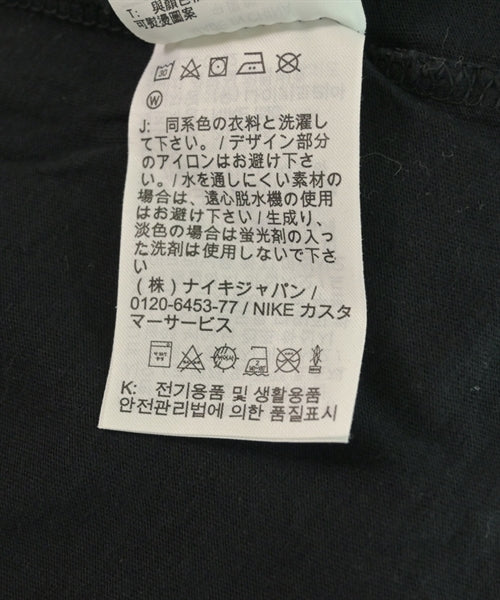 T: 與顏色
可熨燙圖案
30
W
J: 同系色の衣料と洗濯し
て下さい。/ デザイン部分
のアイロンはお避け下さ
い。/ 水を通しにくい素材の
場合は、遠心脱水機の使用
はお避け下さい / 生成り、
淡色の場合は蛍光剤の入っ
た洗剤は使用しないで下さ
い
(株) ナイキジャパン /
0120-6453-77 / NIKE カスタ
マーサービス
K: 전기용품 및 생활용품
안전관리법에 의한 품질표시